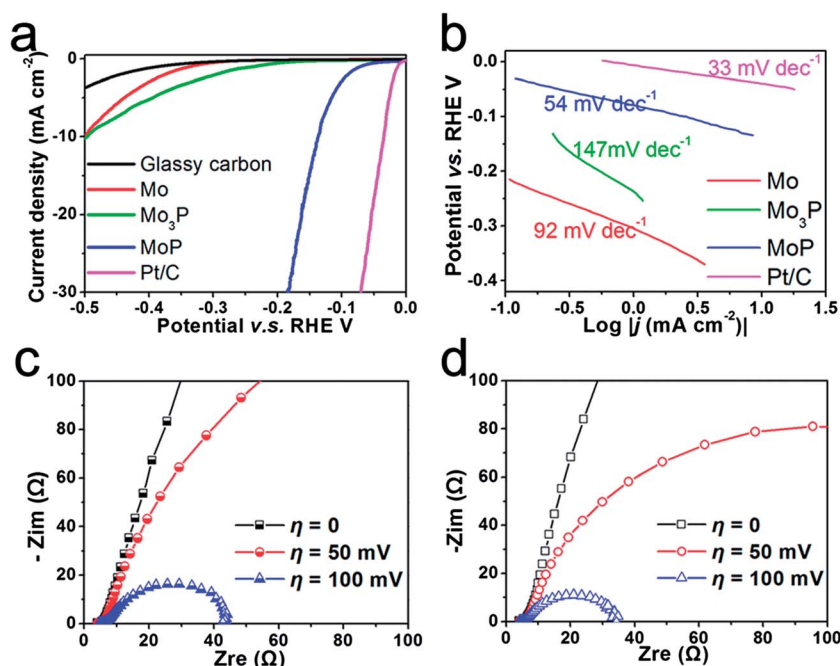 a
Current density (mA cm⁻²)
0
-10
-20
-30
Glassy carbon
Mo
Mo₃P
MoP
Pt/C
-0.5 -0.4 -0.3 -0.2 -0.1 0.0
Potential v.s. RHE V
b
Potential vs. RHE V
0.0
-0.1
-0.2
-0.3
-0.4
33 mV dec⁻¹
54 mV dec⁻¹
147mV dec⁻¹
92 mV dec⁻¹
Mo
Mo₃P
MoP
Pt/C
-1.0 -0.5 0.0 0.5 1.0 1.5
Log |j (mA cm⁻²)|
c
- Zim (Ω)
100
80
60
40
20
0
η = 0
η = 50 mV
η = 100 mV
0 20 40 60 80 100
Zre (Ω)
d
-Zim (Ω)
100
80
60
40
20
0
η = 0
η = 50 mV
η = 100 mV
0 20 40 60 80 100
Zre (Ω)